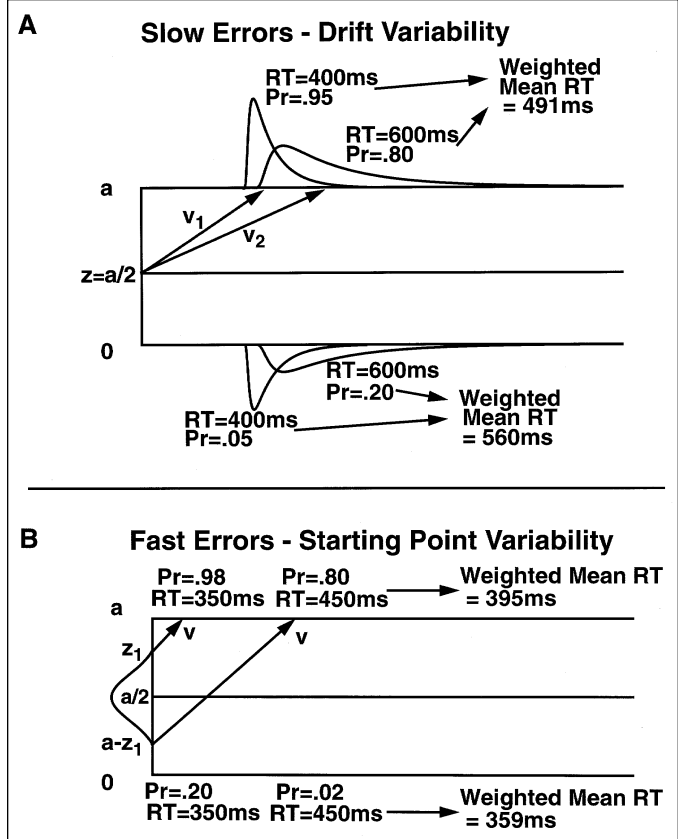 A
Slow Errors - Drift Variability
RT=400ms
Pr=.95
Weighted
Mean RT
= 491ms
RT=600ms
Pr=.80
a
v1
v2
z=a/2
0
RT=600ms
Pr=.20
Weighted
Mean RT
= 560ms
RT=400ms
Pr=.05
B
Fast Errors - Starting Point Variability
Pr=.98 Pr=.80 Weighted Mean RT
RT=350ms RT=450ms = 395ms
a
v v
z1
a/2
a-z1
0
Pr=.20 Pr=.02 Weighted Mean RT
RT=350ms RT=450ms = 359ms